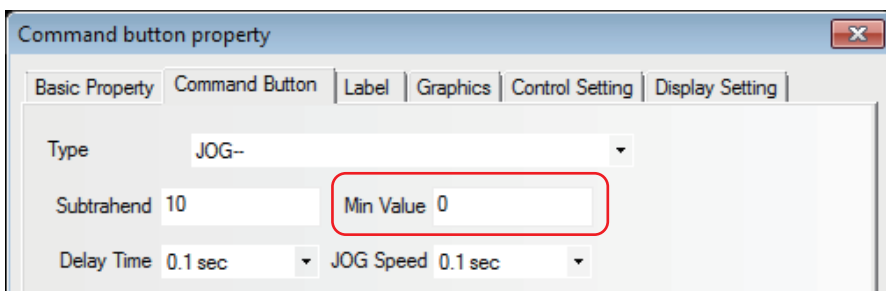 Command button property
Basic Property Command Button Label Graphics Control Setting Display Setting
Type JOG--
Subtrahend 10 Min Value 0
Delay Time 0.1 sec JOG Speed 0.1 sec